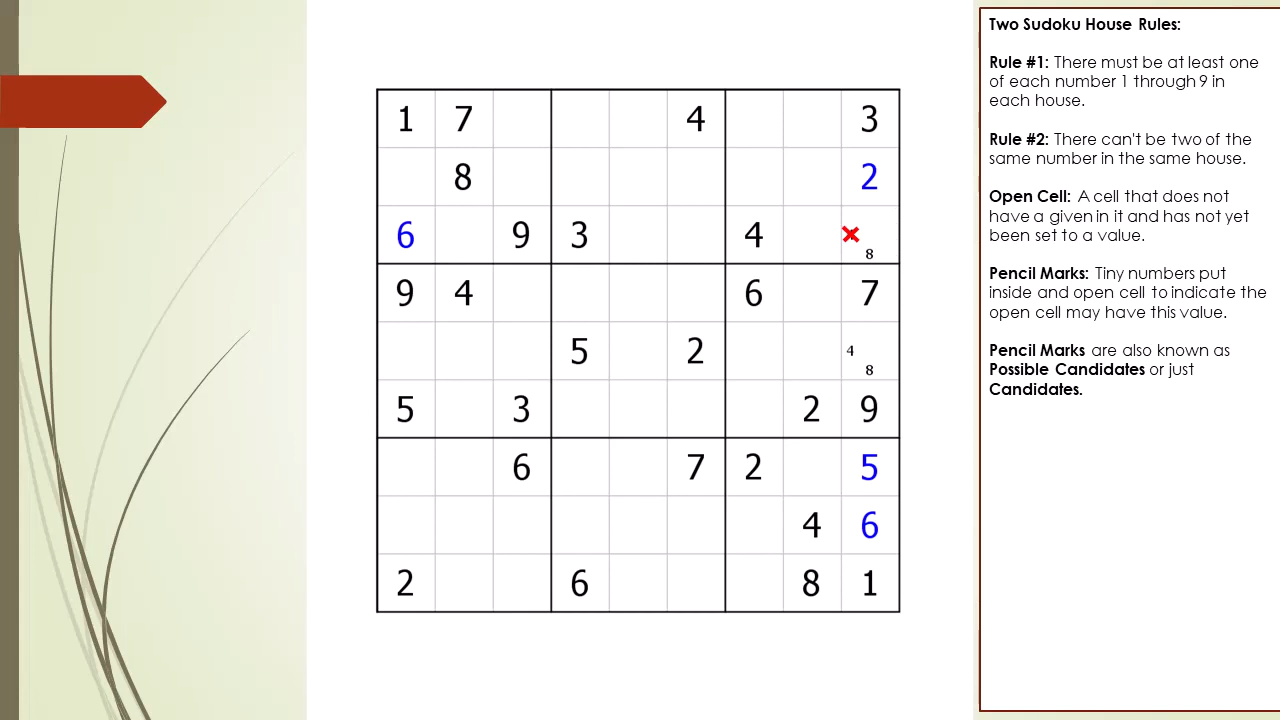 1 7 4 3
8 2
6 9 3 4
8
9 4 6 7
5 2 4
8
5 3 2 9
6 7 2 5
4 6
2 6 8 1
Two Sudoku House Rules:
Rule #1: There must be at least one
of each number 1 through 9 in
each house.
Rule #2: There can't be two of the
same number in the same house.
Open Cell: A cell that does not
have a given in it and has not yet
been set to a value.
Pencil Marks: Tiny numbers put
inside and open cell to indicate the
open cell may have this value.
Pencil Marks are also known as
Possible Candidates or just
Candidates.